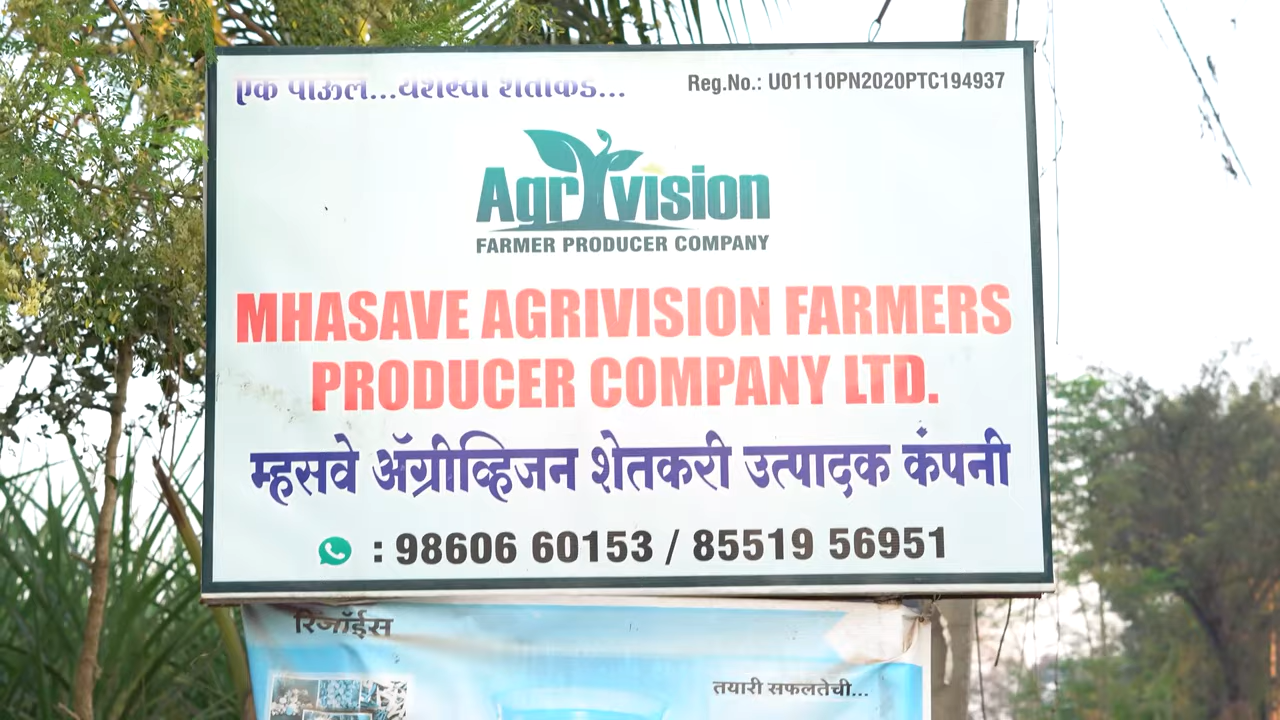 एक पाऊल...यशस्वी शेतीकडे...
Reg.No.: U01110PN2020PTC194937
Agrivision
FARMER PRODUCER COMPANY
MHASAVE AGRIVISION FARMERS
PRODUCER COMPANY LTD.
म्हसवे ॲग्रीव्हिजन शेतकरी उत्पादक कंपनी
: 98606 60153 / 85519 56951
रिजॉईस
तयारी सफलतेची...